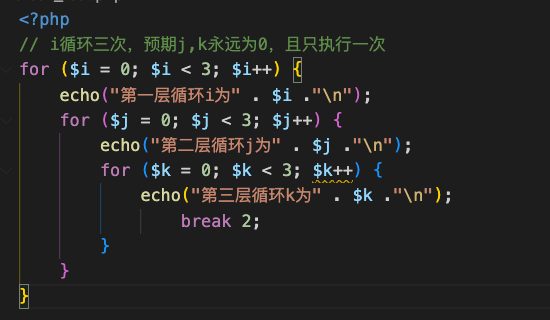 <?php
// i循环三次，预期j,k永远为0，且只执行一次
for ($i = 0; $i < 3; $i++) {
    echo("第一层循环i为" . $i ."\n");
    for ($j = 0; $j < 3; $j++) {
        echo("第二层循环j为" . $j ."\n");
        for ($k = 0; $k < 3; $k++) {
            echo("第三层循环k为" . $k ."\n");
                break 2;
        }
    }
}